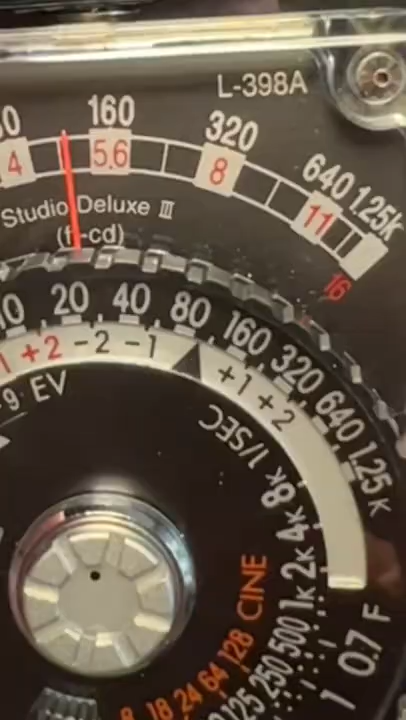 L-398A
160 320 640 1.25k
4 5.6 8 11 16
Studio Deluxe III
(ft-cd)
20 40 80 160 320 640 1.25K
+2 -2 -1 +1 +2
9 EV
1/SEC
8K 4K 2K 1K 500 250 125
CINE
128 64 24 18 8
1 0.7 F